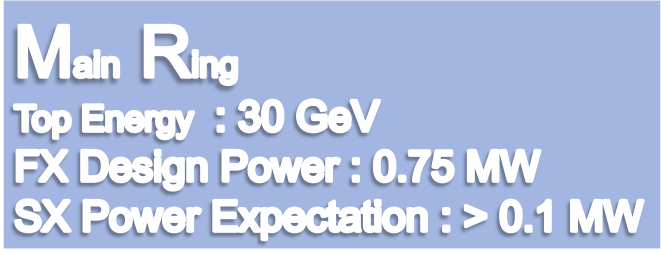 Main Ring
Top Energy : 30 GeV
FX Design Power : 0.75 MW
SX Power Expectation : > 0.1 MW